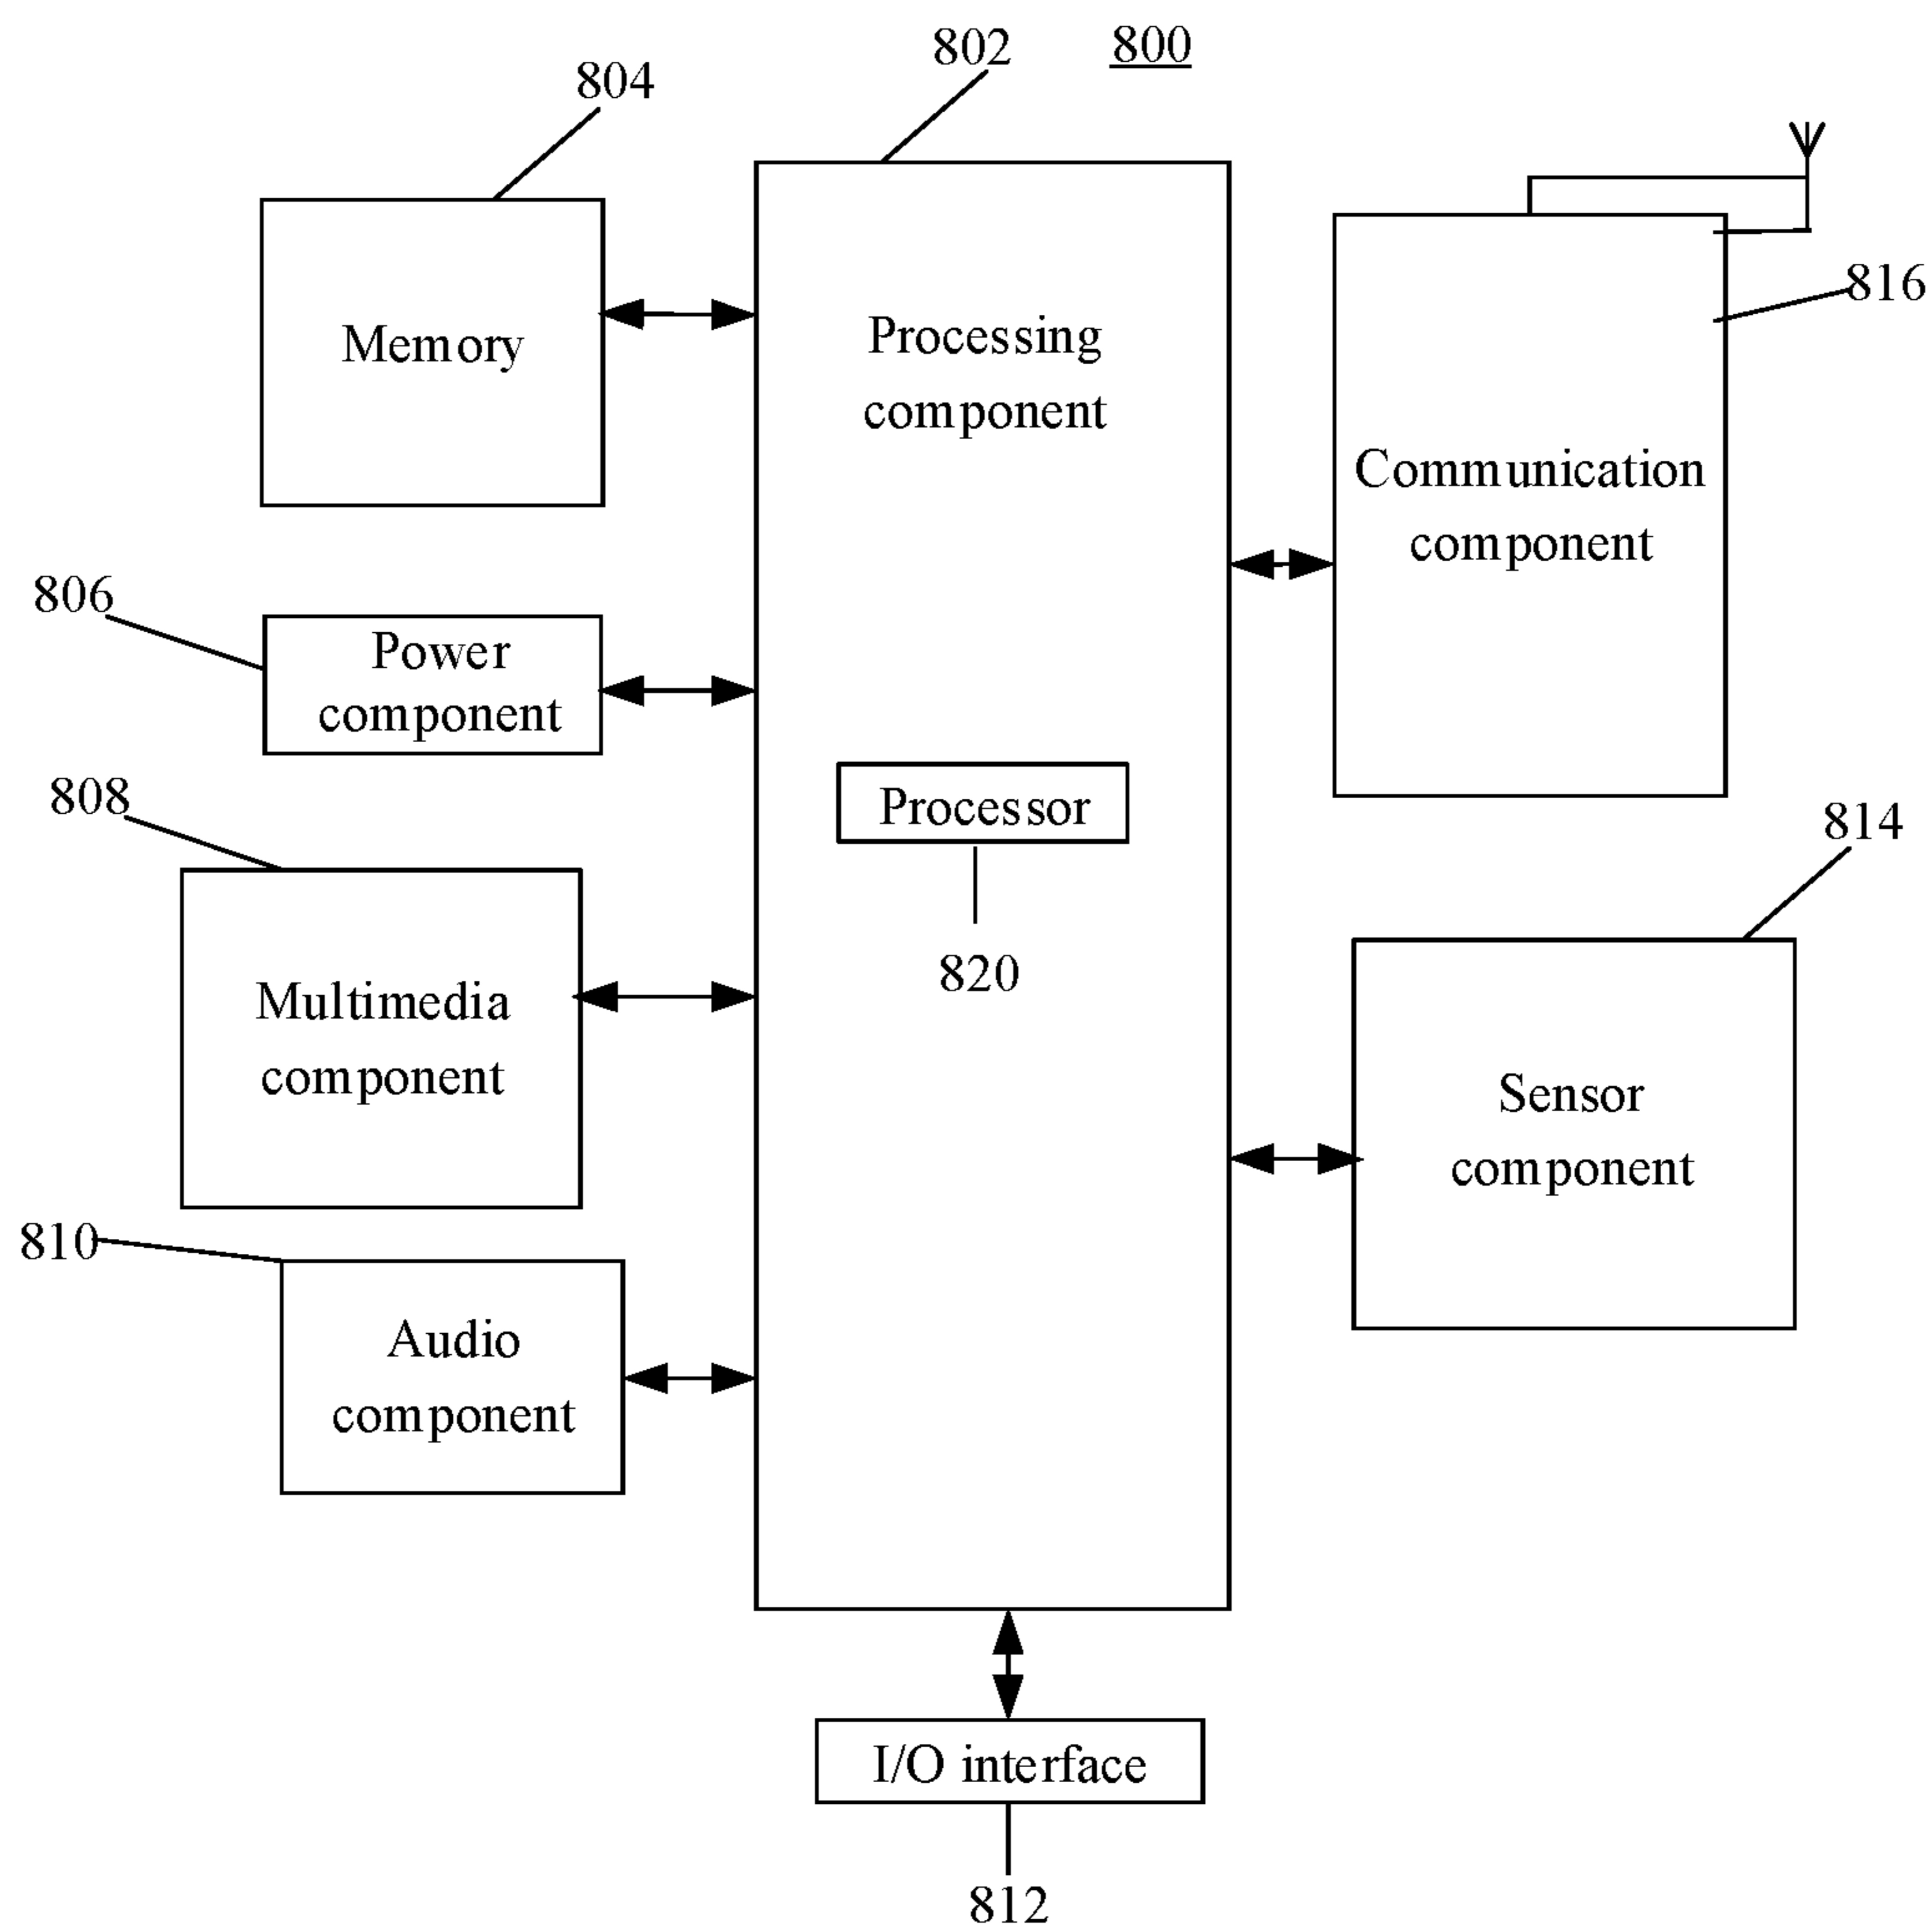 802
800
804
816
Memory
Processing
component
Communication
component
806
Power
component
808
Processor
814
820
Multimedia
component
Sensor
component
810
Audio
component
I/O interface
812